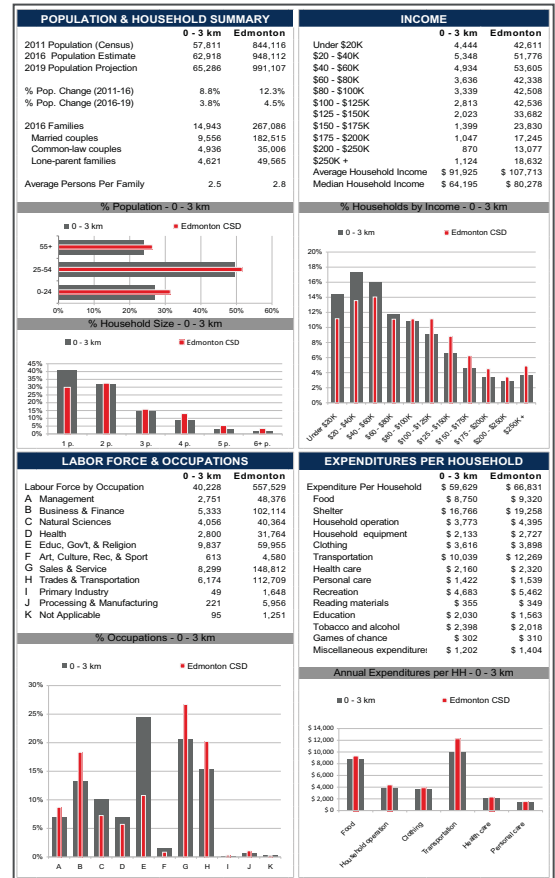 POPULATION & HOUSEHOLD SUMMARY
0 - 3 km Edmonton
2011 Population (Census) 57,811 844,116
2016 Population Estimate 62,918 948,112
2019 Population Projection 65,286 991,107
% Pop. Change (2011-16) 8.8% 12.3%
% Pop. Change (2016-19) 3.8% 4.5%
2016 Families 14,943 267,086
Married couples 9,556 182,515
Common-law couples 4,936 35,006
Lone-parent families 4,621 49,565
Average Persons Per Family 2.5 2.8
% Population - 0 - 3 km
0 - 3 km Edmonton CSD
55+
25-54
0-24
0% 10% 20% 30% 40% 50% 60%
% Household Size - 0 - 3 km
0 - 3 km Edmonton CSD
45%
40%
35%
30%
25%
20%
15%
10%
5%
0%
1 p. 2 p. 3 p. 4 p. 5 p. 6+ p.
INCOME
0 - 3 km Edmonton
Under $20K 4,444 42,611
$20 - $40K 5,348 51,776
$40 - $60K 4,934 53,605
$60 - $80K 3,636 42,338
$80 - $100K 3,339 42,508
$100 - $125K 2,813 42,536
$125 - $150K 2,023 33,682
$150 - $175K 1,399 23,830
$175 - $200K 1,047 17,245
$200 - $250K 870 13,077
$250K + 1,124 18,632
Average Household Income $ 91,925 $ 107,713
Median Household Income $ 64,195 $ 80,278
% Households by Income - 0 - 3 km
0 - 3 km Edmonton CSD
20%
18%
16%
14%
12%
10%
8%
6%
4%
2%
0%
Under $20K $20 - $40K $40 - $60K $60 - $80K $80 - $100K $100 - $125K $125 - $150K $150 - $175K $175 - $200K $200 - $250K $250K +
LABOR FORCE & OCCUPATIONS
0 - 3 km Edmonton
Labour Force by Occupation 40,228 557,529
A Management 2,751 48,376
B Business & Finance 5,333 102,114
C Natural Sciences 4,056 40,364
D Health 2,800 31,764
E Educ, Gov't, & Religion 9,837 59,955
F Art, Culture, Rec, & Sport 613 4,580
G Sales & Service 8,299 148,812
H Trades & Transportation 6,174 112,709
I Primary Industry 49 1,648
J Processing & Manufacturing 221 5,956
K Not Applicable 95 1,251
% Occupations - 0 - 3 km
0 - 3 km Edmonton CSD
30%
25%
20%
15%
10%
5%
0%
A B C D E F G H I J K
EXPENDITURES PER HOUSEHOLD
0 - 3 km Edmonton
Expenditure Per Household $ 59,629 $ 66,831
Food $ 8,750 $ 9,320
Shelter $ 16,766 $ 19,258
Household operation $ 3,773 $ 4,395
Household equipment $ 2,133 $ 2,727
Clothing $ 3,616 $ 3,898
Transportation $ 10,039 $ 12,269
Health care $ 2,160 $ 2,320
Personal care $ 1,422 $ 1,539
Recreation $ 4,683 $ 5,462
Reading materials $ 355 $ 349
Education $ 2,030 $ 1,563
Tobacco and alcohol $ 2,398 $ 2,018
Games of chance $ 302 $ 310
Miscellaneous expenditures $ 1,202 $ 1,404
Annual Expenditures per HH - 0 - 3 km
0 - 3 km Edmonton CSD
$ 14,000
$ 12,000
$ 10,000
$ 8,000
$ 6,000
$ 4,000
$ 2,000
$ 0
Food Household operation Clothing Transportation Health care Personal care